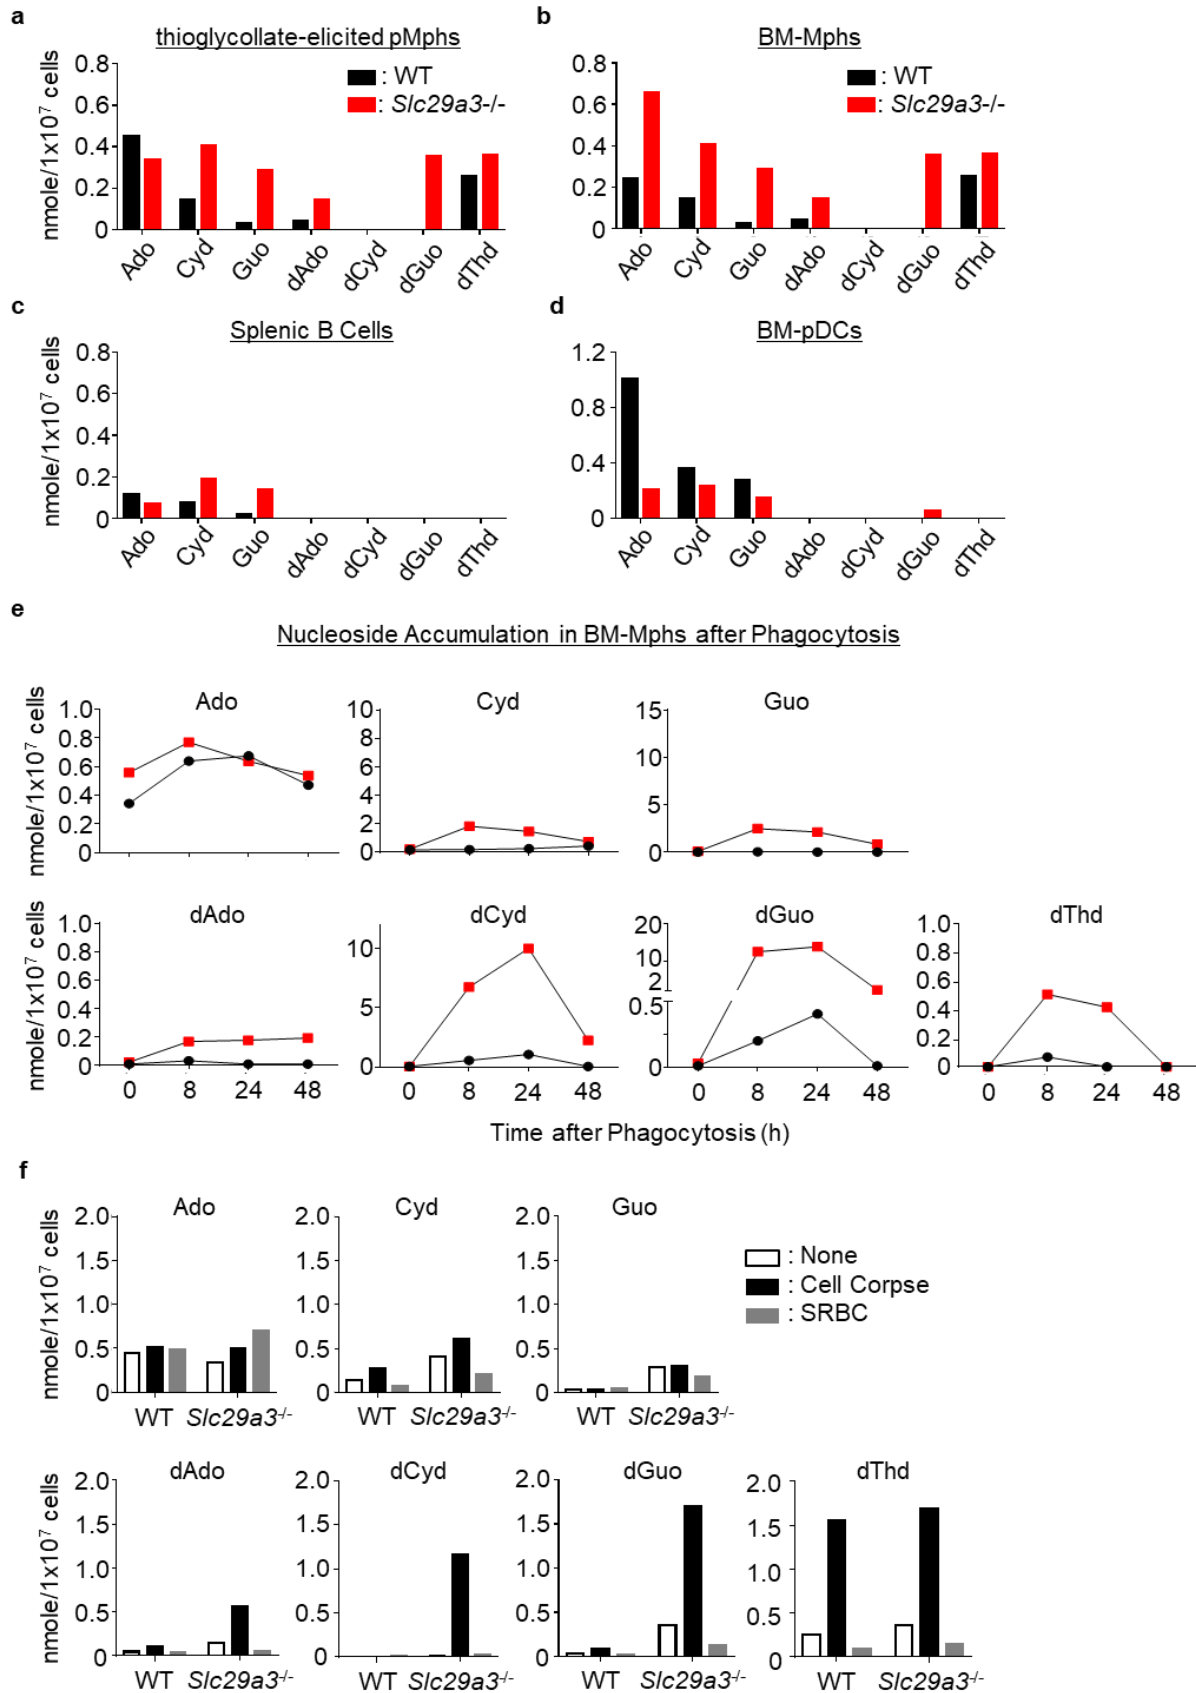 a
thioglycollate-elicited pMphs
nmole/1x10⁷ cells
0.8
0.6
0.4
0.2
0
: WT
: Slc29a3-/-
Ado Cyd Guo dAdo dCyd dGuo dThd
b
BM-Mphs
0.8
0.6
0.4
0.2
0
: WT
: Slc29a3-/-
Ado Cyd Guo dAdo dCyd dGuo dThd
c
Splenic B Cells
nmole/1x10⁷ cells
0.8
0.6
0.4
0.2
0
Ado Cyd Guo dAdo dCyd dGuo dThd
d
BM-pDCs
1.2
0.8
0.4
0
Ado Cyd Guo dAdo dCyd dGuo dThd
e
Nucleoside Accumulation in BM-Mphs after Phagocytosis
nmole/1x10⁷ cells
Ado
1.0
0.8
0.6
0.4
0.2
0
Cyd
10
8
6
4
2
0
Guo
15
10
5
0
nmole/1x10⁷ cells
dAdo
1.0
0.8
0.6
0.4
0.2
0
0 8 24 48
dCyd
10
5
0
0 8 24 48
dGuo
20
10
2
0.5
0
0 8 24 48
dThd
1.0
0.8
0.6
0.4
0.2
0
0 8 24 48
Time after Phagocytosis (h)
f
nmole/1x10⁷ cells
Ado
2.0
1.5
1.0
0.5
0
WT Slc29a3⁻/⁻
Cyd
2.0
1.5
1.0
0.5
0
WT Slc29a3⁻/⁻
Guo
2.0
1.5
1.0
0.5
0
WT Slc29a3⁻/⁻
: None
: Cell Corpse
: SRBC
nmole/1x10⁷ cells
dAdo
2.0
1.5
1.0
0.5
0
WT Slc29a3⁻/⁻
dCyd
2.0
1.5
1.0
0.5
0
WT Slc29a3⁻/⁻
dGuo
2.0
1.5
1.0
0.5
0
WT Slc29a3⁻/⁻
dThd
2.0
1.5
1.0
0.5
0
WT Slc29a3⁻/⁻